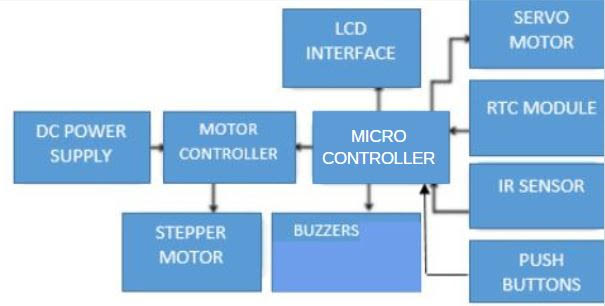 LCD
INTERFACE
SERVO
MOTOR
DC POWER
SUPPLY
MOTOR
CONTROLLER
MICRO
CONTROLLER
RTC MODULE
IR SENSOR
STEPPER
MOTOR
BUZZERS
PUSH
BUTTONS